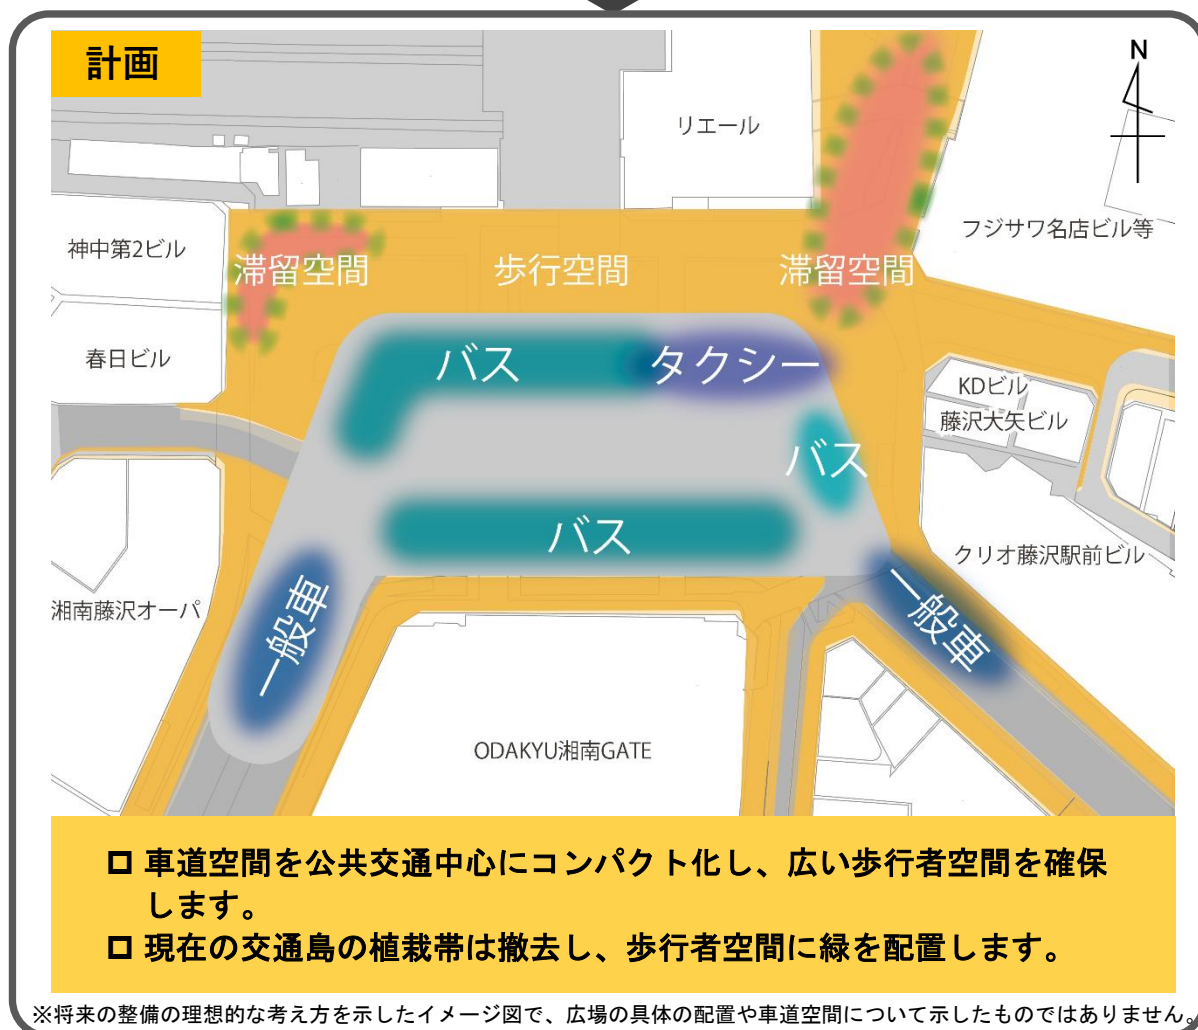 計画
N
リエール
神中第2ビル
フジサワ名店ビル等
滞留空間
歩行空間
滞留空間
春日ビル
バス
タクシー
KDビル
藤沢大矢ビル
バス
バス
クリオ藤沢駅前ビル
湘南藤沢オーパ
一般車
一般車
ODAKYU湘南GATE
□ 車道空間を公共交通中心にコンパクト化し、広い歩行者空間を確保
します。
□ 現在の交通島の植栽帯は撤去し、歩行者空間に緑を配置します。
※将来の整備の理想的な考え方を示したイメージ図で、広場の具体の配置や車道空間について示したものではありません。